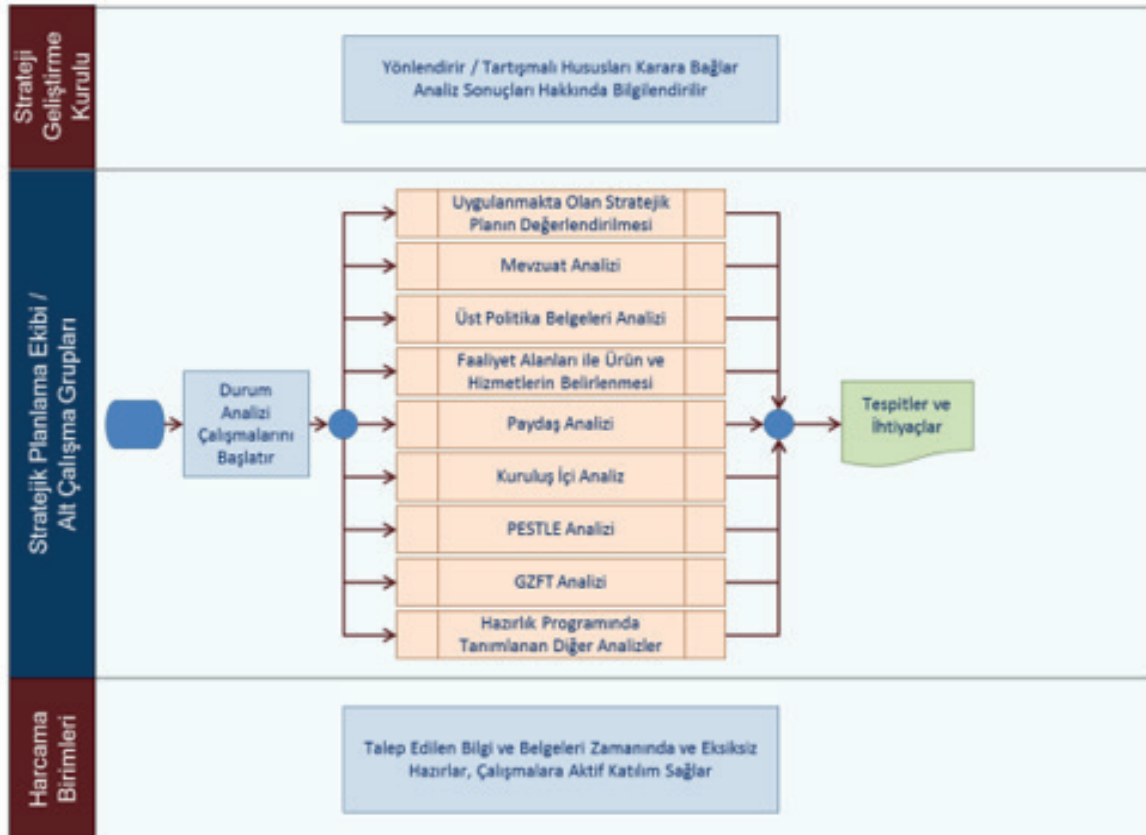 Strateji
Geliştirme
Kurulu
Yönlendirir / Tartışmalı Hususları Karara Bağlar
Analiz Sonuçları Hakkında Bilgilendirilir
Stratejik Planlama Ekibi /
Alt Çalışma Grupları
Durum
Analizi
Çalışmalarını
Başlatır
Uygulanmakta Olan Stratejik
Planın Değerlendirilmesi
Mevzuat Analizi
Üst Politika Belgeleri Analizi
Faaliyet Alanları ile Ürün ve
Hizmetlerin Belirlenmesi
Paydaş Analizi
Kuruluş İçi Analiz
PESTLE Analizi
GZFT Analizi
Hazırlık Programında
Tanımlanan Diğer Analizler
Tespitler ve
İhtiyaçlar
Harcama
Birimleri
Talep Edilen Bilgi ve Belgeleri Zamanında ve Eksiksiz
Hazırlar, Çalışmalara Aktif Katılım Sağlar